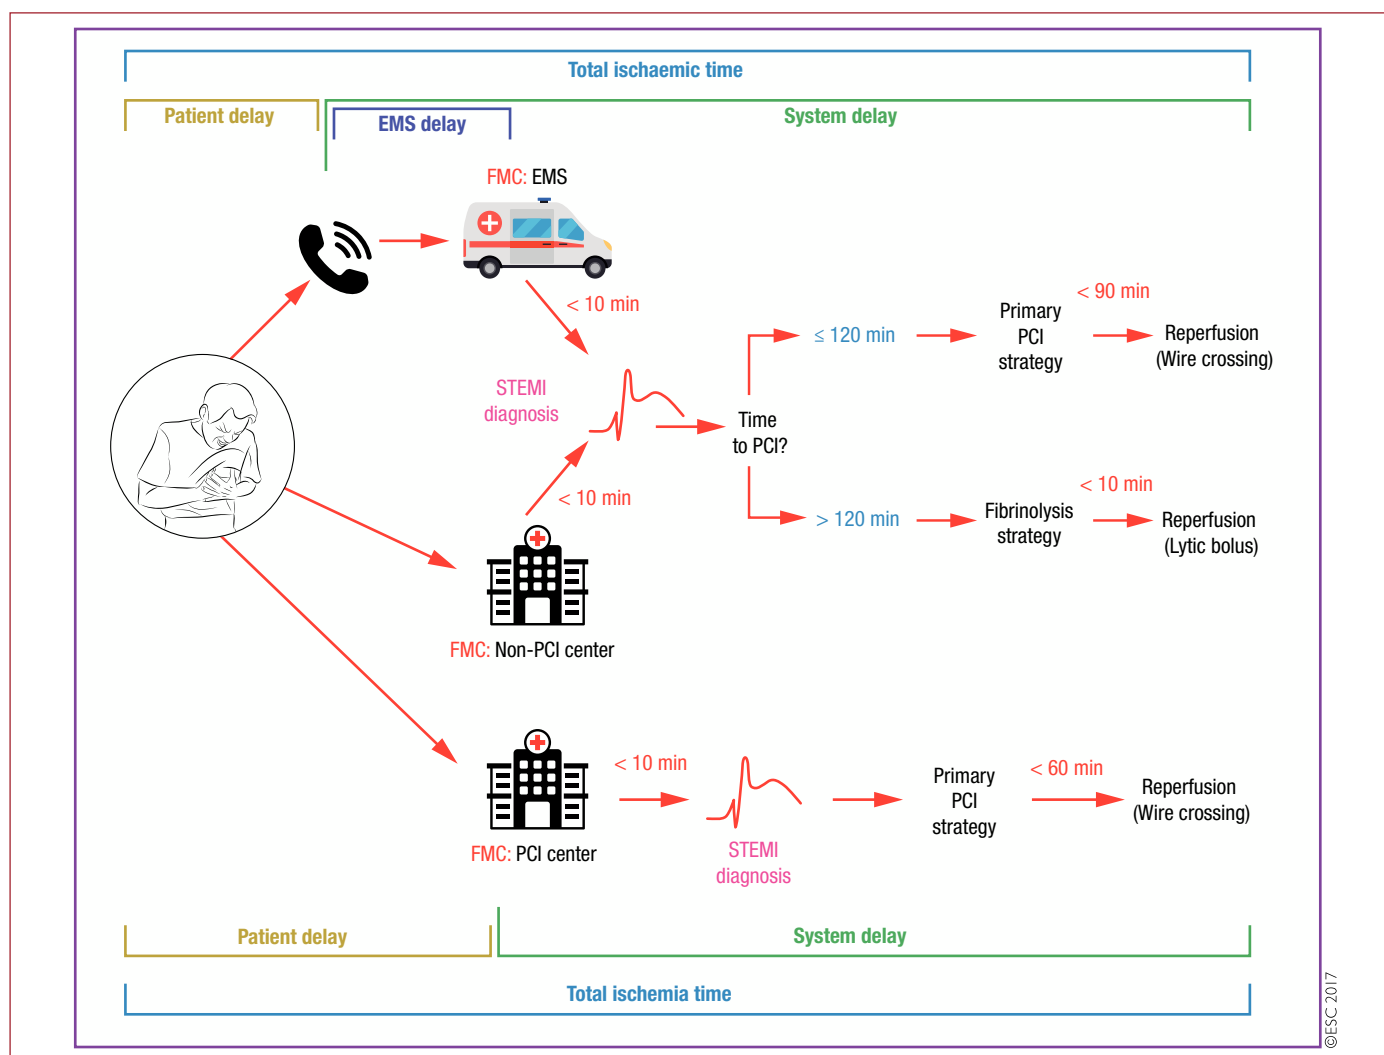 Total ischaemic time
Patient delay
EMS delay
System delay
FMC: EMS
< 10 min
STEMI
diagnosis
< 10 min
FMC: Non-PCI center
Time
to PCI?
≤ 120 min
Primary
PCI
strategy
< 90 min
Reperfusion
(Wire crossing)
> 120 min
Fibrinolysis
strategy
< 10 min
Reperfusion
(Lytic bolus)
FMC: PCI center
< 10 min
STEMI
diagnosis
Primary
PCI
strategy
< 60 min
Reperfusion
(Wire crossing)
Patient delay
System delay
Total ischemia time
©ESC 2017